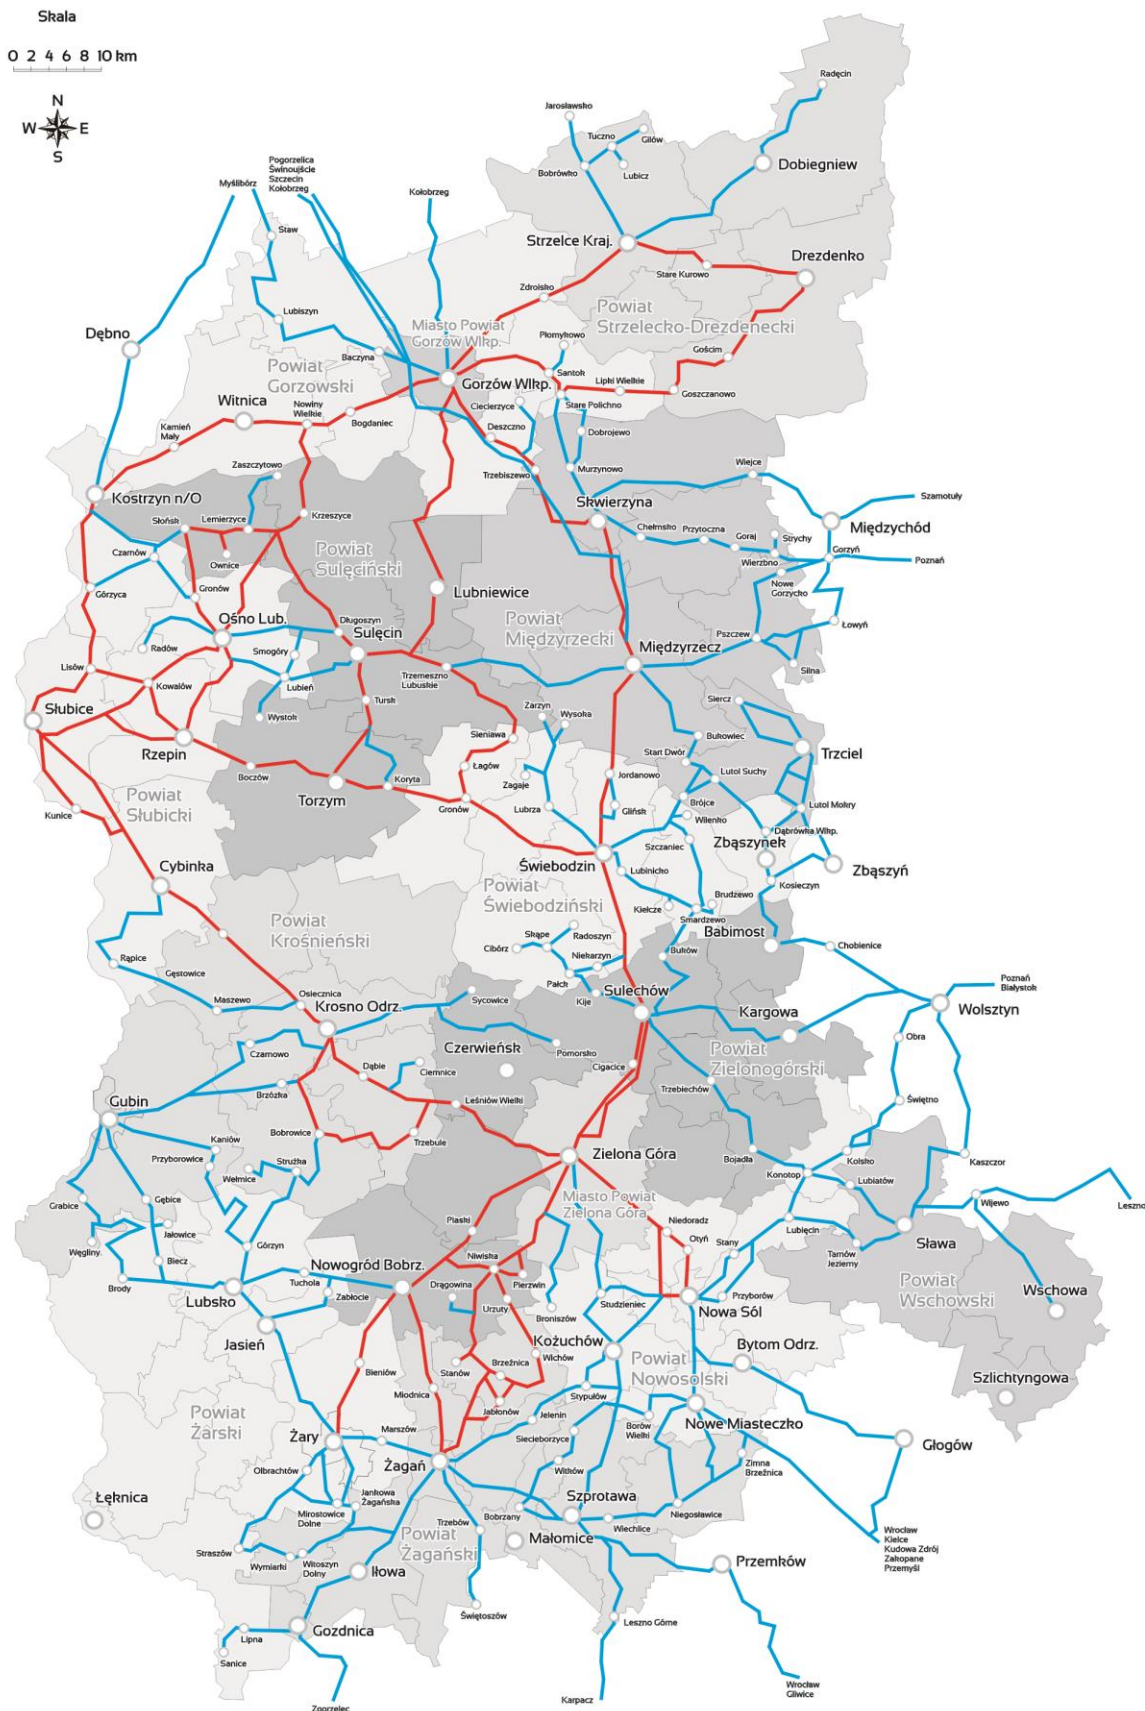 Skala
0 2 4 6 8 10 km
N
W E
S
Radęcin
Jarosławsko
Tuczno
Gilów
Bobrówko
Lubicz
Dobiegniew
Pogorzelica
Świnoujście
Szczecin
Kołobrzeg
Myślibórz
Kołobrzeg
Staw
Strzelce Kraj.
Stare Kurowo
Drezdenko
Zdroisko
Lubiszyn
Powiat
Strzelecko-Drezdenecki
Miasto Powiat
Gorzów Wlkp.
Dębno
Płomykowo
Baczyna
Gościm
Powiat
Gorzowski
Santok
Gorzów Wlkp.
Lipki Wielkie
Goszczanowo
Witnica
Nowiny
Wielkie
Bogdaniec
Ciecierzyce
Stare Polichno
Kamień
Mały
Deszczno
Dobrojewo
Zaszczytowo
Trzebiszewo
Murzynowo
Wiejce
Kostrzyn n/O
Szamotuły
Słońsk
Lemierzyce
Krzeszyce
Skwierzyna
Międzychód
Chełmsko
Przytoczna
Goraj
Strychy
Czarnów
Ownice
Powiat
Sulęciński
Wierzbno
Gorzyń
Poznań
Górzyca
Gronów
Lubniewice
Nowe
Gorzycko
Ośno Lub.
Długoszyn
Powiat
Międzyrzecki
Łowyń
Radów
Smogóry
Sulęcin
Pszczew
Lisów
Międzyrzecz
Silna
Kowalów
Lubień
Trzemeszno
Lubuskie
Tursk
Siercz
Słubice
Wystok
Zarzyn
Wysoka
Rzepin
Sieniawa
Bukowiec
Trzciel
Start Dwór
Boczów
Łagów
Jordanowo
Lutol Suchy
Torzym
Koryta
Zagaje
Powiat
Słubicki
Gronów
Lubrza
Glińsk
Brójce
Lutol Mokry
Kunice
Wilenko
Dąbrówka Wlkp.
Szczaniec
Zbąszynek
Cybinka
Świebodzin
Zbąszyń
Lubinicko
Kosieczyn
Powiat
Świebodziński
Kiełcze
Brudzewo
Smardzewo
Powiat
Krośnieński
Skąpe
Radoszyn
Babimost
Cibórz
Buków
Chobienice
Rąpice
Niekarzyn
Gęstowice
Pałck
Poznań
Białystok
Maszewo
Osiecznica
Sycowice
Kije
Sulechów
Wolsztyn
Krosno Odrz.
Kargowa
Obra
Czarnowo
Czerwieńsk
Pomorsko
Powiat
Zielonogórski
Dąbie
Ciemnice
Cigacice
Trzebiechów
Brzózka
Świętno
Gubin
Leśniów Wielki
Bobrowice
Trzebule
Kaniów
Zielona Góra
Kolsko
Kaszczor
Przyborowice
Strużka
Bojadła
Konotop
Wełmice
Lubiatów
Grabice
Gębice
Miasto Powiat
Zielona Góra
Wijewo
Leszno
Jałowice
Piaski
Niedoradz
Lubięcin
Węgliny
Górzyn
Otyń
Stany
Sława
Biecz
Niwiska
Tarnów
Jezierny
Brody
Nowogród Bobrz.
Drągowina
Pierzwin
Powiat
Wschowski
Tuchola
Lubsko
Zabłocie
Urzuty
Broniszów
Studzieniec
Nowa Sól
Przyborów
Wschowa
Jasień
Kożuchów
Bytom Odrz.
Bieniów
Stanów
Brzeźnica
Wichów
Powiat
Nowosolski
Szlichtyngowa
Miodnica
Stypułów
Jabłonów
Powiat
Żarski
Jelenin
Borów
Wielki
Nowe Miasteczko
Żary
Marszów
Siecieborzyce
Głogów
Żagań
Zimna
Brzeźnica
Olbrachtów
Witków
Łęknica
Jankowa
Żagańska
Szprotawa
Niegosławice
Mirostowice
Dolne
Bobrzany
Trzebów
Wiechlice
Małomice
Wrocław
Kielce
Kudowa Zdrój
Zakopane
Przemyśl
Straszów
Powiat
Żagański
Wymiarki
Witoszyn
Dolny
Iłowa
Przemków
Świętoszów
Gozdnica
Leszno Górne
Lipna
Sanice
Wrocław
Gliwice
Karpacz
Zgorzelec